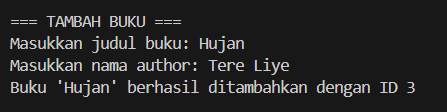 === TAMBAH BUKU ===
Masukkan judul buku: Hujan
Masukkan nama author: Tere Liye
Buku 'Hujan' berhasil ditambahkan dengan ID 3